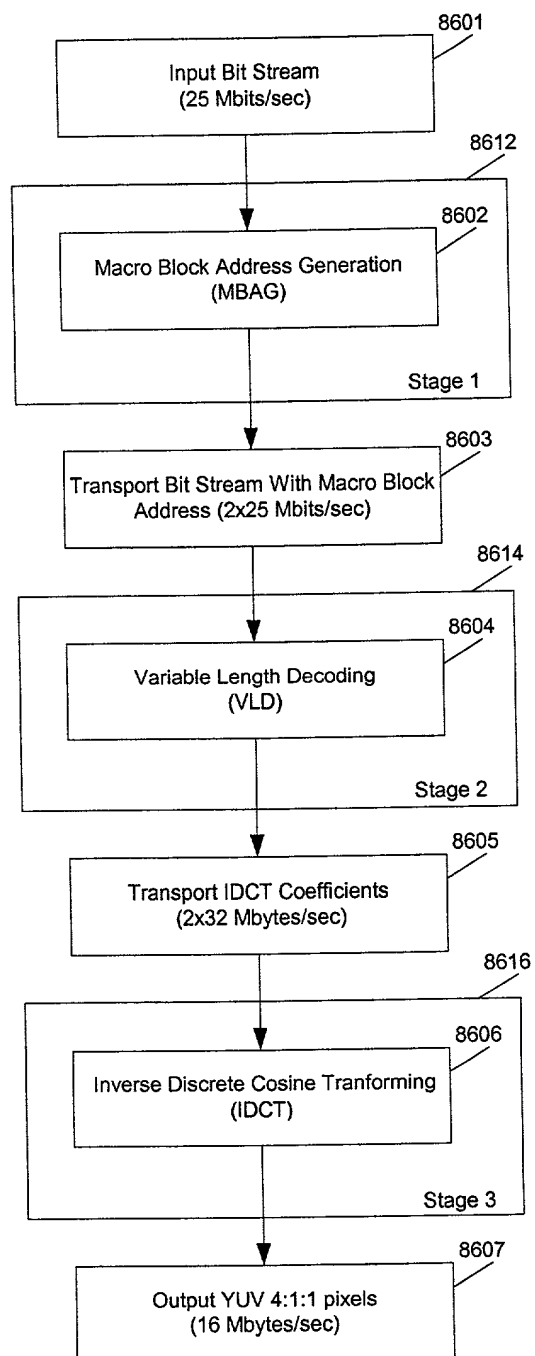 8601
Input Bit Stream
(25 Mbits/sec)
8612
8602
Macro Block Address Generation
(MBAG)
Stage 1
8603
Transport Bit Stream With Macro Block
Address (2x25 Mbits/sec)
8614
8604
Variable Length Decoding
(VLD)
Stage 2
8605
Transport IDCT Coefficients
(2x32 Mbytes/sec)
8616
8606
Inverse Discrete Cosine Tranforming
(IDCT)
Stage 3
8607
Output YUV 4:1:1 pixels
(16 Mbytes/sec)